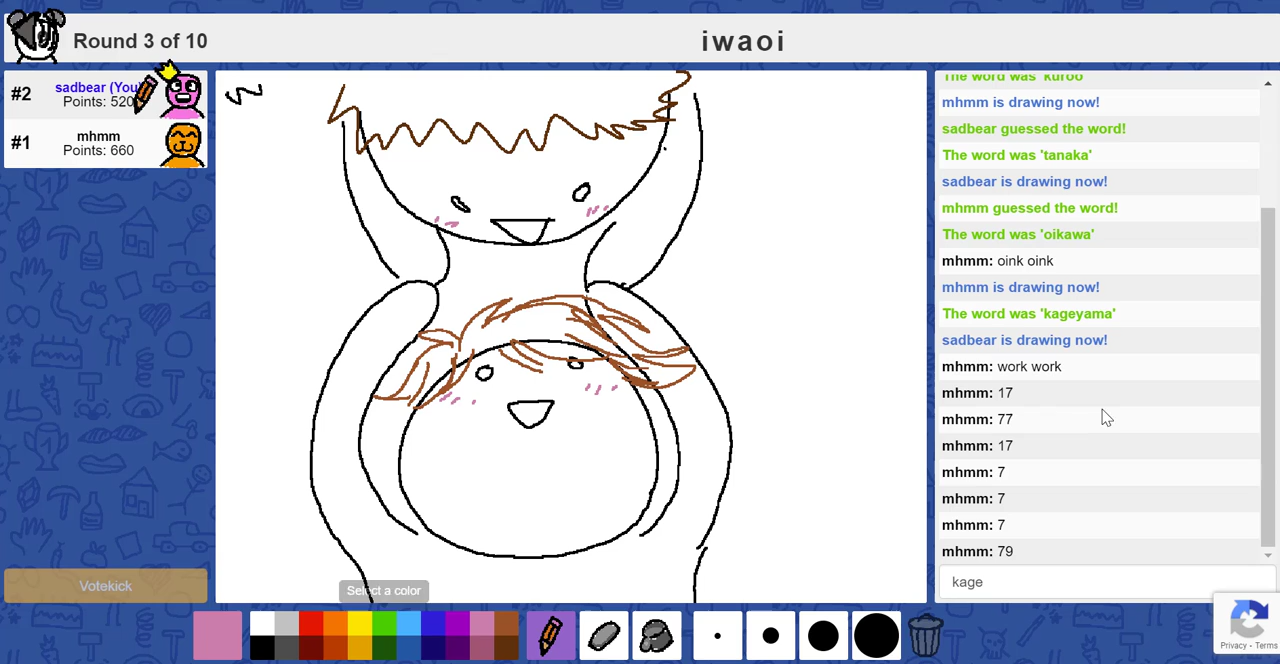 Round 3 of 10
iwaoi
#2
sadbear (You
Points: 520
#1
mhmm
Points: 660
Votekick
Select a color
The word was 'kuroo'
mhmm is drawing now!
sadbear guessed the word!
The word was 'tanaka'
sadbear is drawing now!
mhmm guessed the word!
The word was 'oikawa'
mhmm: oink oink
mhmm is drawing now!
The word was 'kageyama'
sadbear is drawing now!
mhmm: work work
mhmm: 17
mhmm: 77
mhmm: 17
mhmm: 7
mhmm: 7
mhmm: 7
mhmm: 79
kage
Privacy - Terms